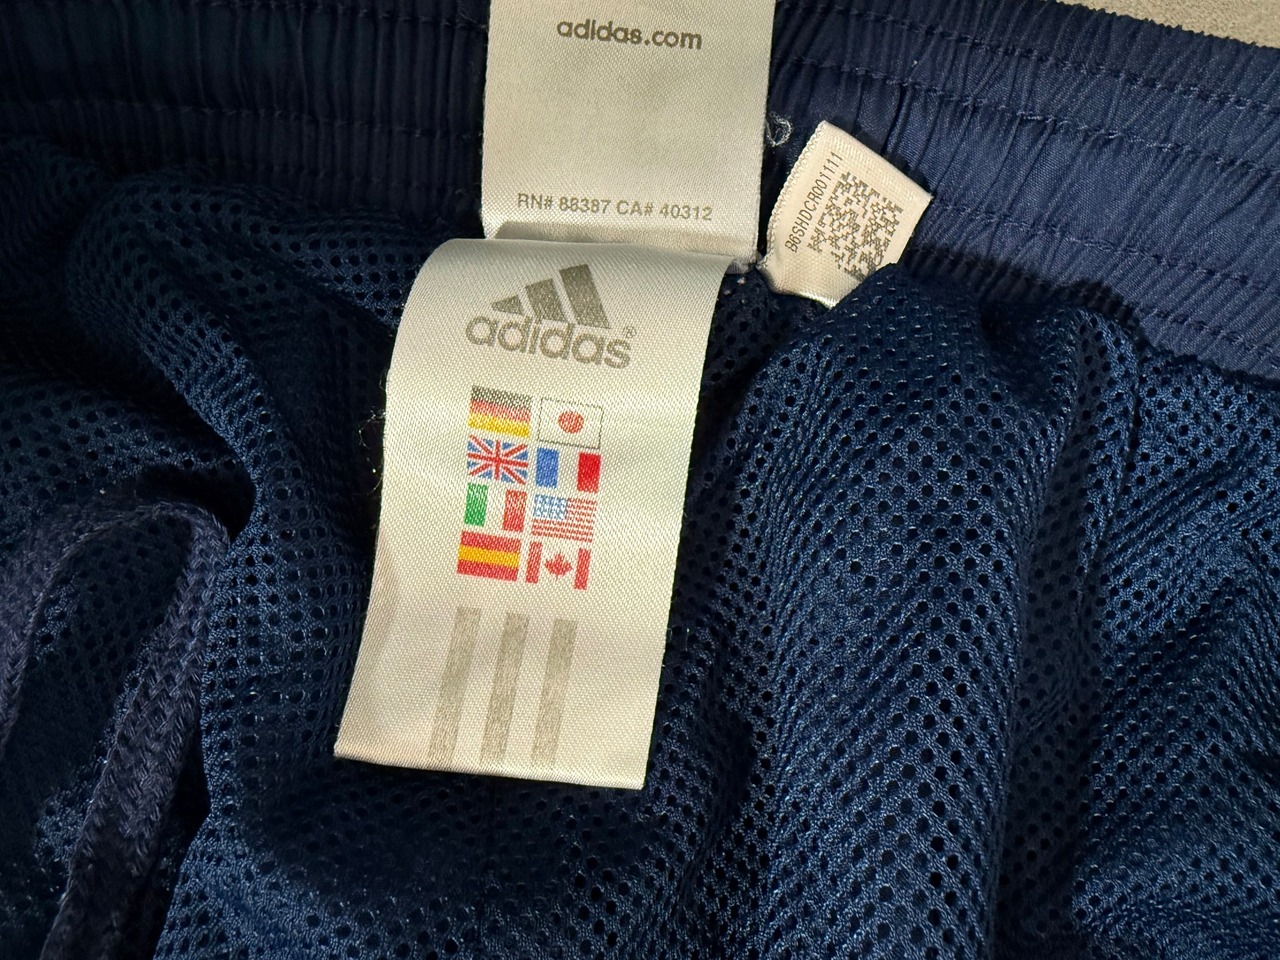 adidas.com
RN# 88387 CA# 40312
B6SHDCR001111
adidas®